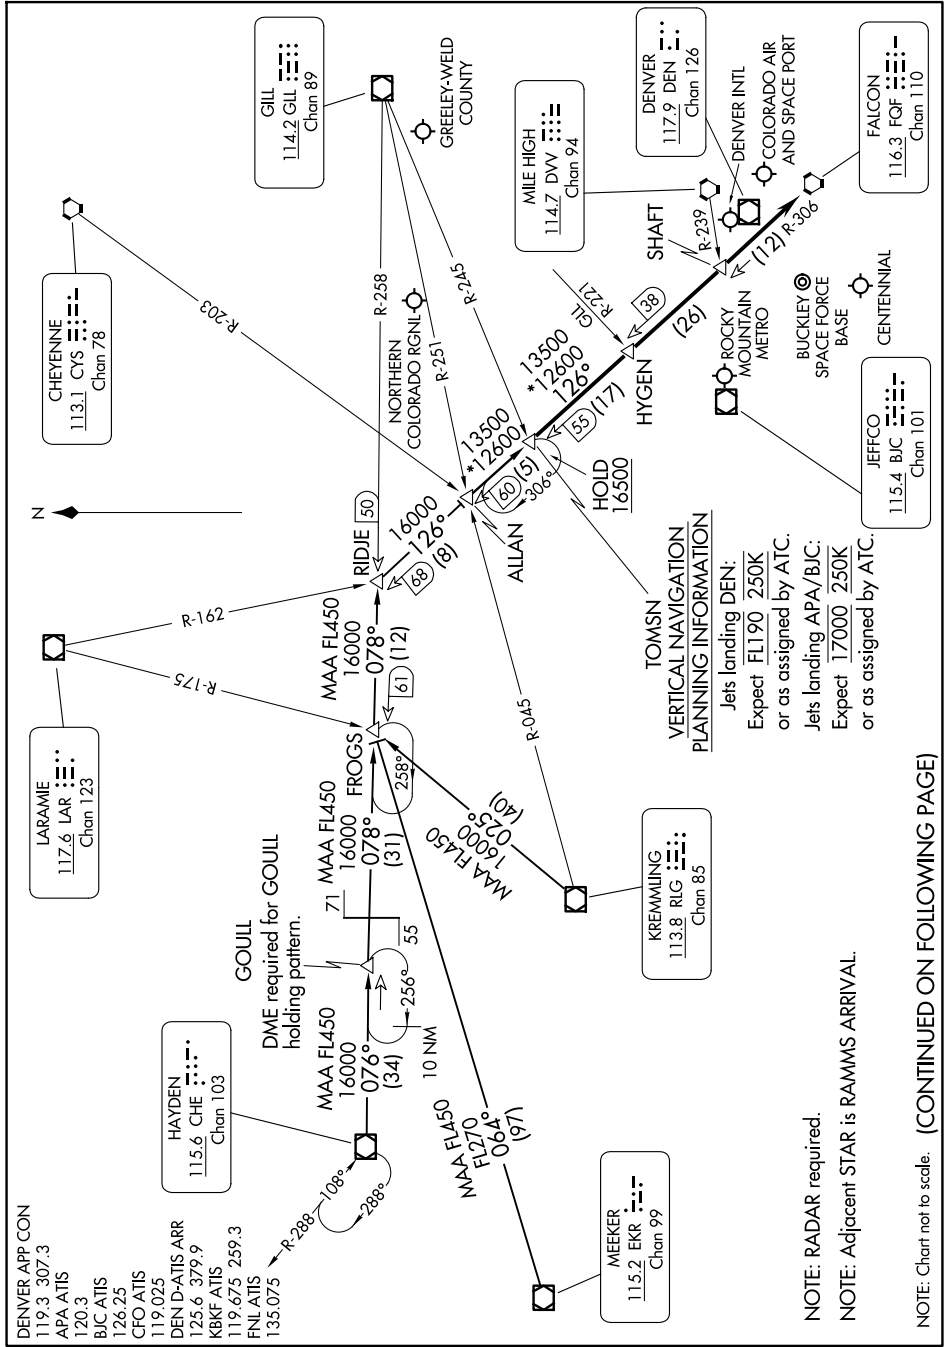 DENVER APP CON
119.3 307.3
APA ATIS
120.3
BJC ATIS
126.25
CFO ATIS
119.025
DEN D-ATIS ARR
125.6 379.9
KBKF ATIS
119.675 259.3
FNL ATIS
135.075
HAYDEN
115.6 CHE
Chan 103
R-288
108°
288°
LARAMIE
117.6 LAR
Chan 123
R-175
R-162
N
CHEYENNE
113.1 CYS
Chan 78
R-203
GILL
114.2 GLL
Chan 89
GREELEY-WELD
COUNTY
R-258
R-251
R-245
NORTHERN
COLORADO RGNL
MILE HIGH
114.7 DVV
Chan 94
DENVER
117.9 DEN
Chan 126
DENVER INTL
COLORADO AIR
AND SPACE PORT
FALCON
116.3 FQF
Chan 110
GOULL
DME required for GOULL
holding pattern.
MAA FL450
16000
076°
(34)
10 NM
256°
71
55
MAA FL450
16000
078°
(31)
FROGS
258°
61
MAA FL450
16000
078°
(12)
RIDJE
50
68
16000
126°
(8)
ALLAN
60
13500
*12600
(5)
306°
HOLD
16500
13500
*12600
126°
(17)
55
GLL
R-221
HYGEN
38
(26)
SHAFT
R-239
(12)
R-306
ROCKY
MOUNTAIN
METRO
BUCKLEY
SPACE FORCE
BASE
CENTENNIAL
JEFFCO
115.4 BJC
Chan 101
TOMSN
VERTICAL NAVIGATION
PLANNING INFORMATION
Jets landing DEN:
Expect FL190 250K
or as assigned by ATC.
Jets landing APA/BJC:
Expect 17000 250K
or as assigned by ATC.
R-045
MAA FL450
16000
025°
(40)
KREMMLING
113.8 RLG
Chan 85
MAA FL450
FL270
064°
(97)
MEEKER
115.2 EKR
Chan 99
NOTE: RADAR required.
NOTE: Adjacent STAR is RAMMS ARRIVAL.
NOTE: Chart not to scale.
(CONTINUED ON FOLLOWING PAGE)